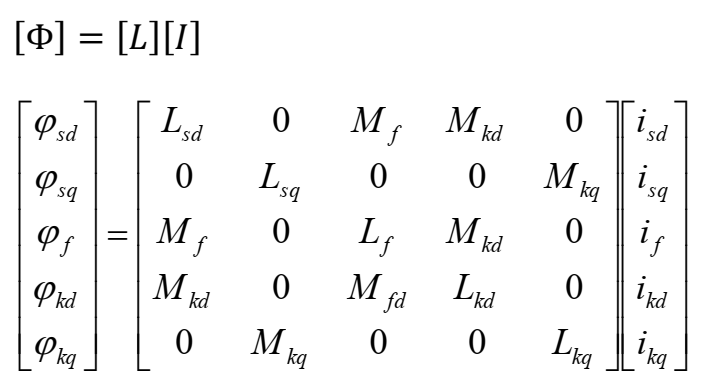 [Φ] = [L][I]
[φ_sd] = [L_sd 0 M_f M_kd 0] [i_sd]
[φ_sq] [0 L_sq 0 0 M_kq] [i_sq]
[φ_f] [M_f 0 L_f M_kd 0] [i_f]
[φ_kd] [M_kd 0 M_fd L_kd 0] [i_kd]
[φ_kq] [0 M_kq 0 0 L_kq] [i_kq]